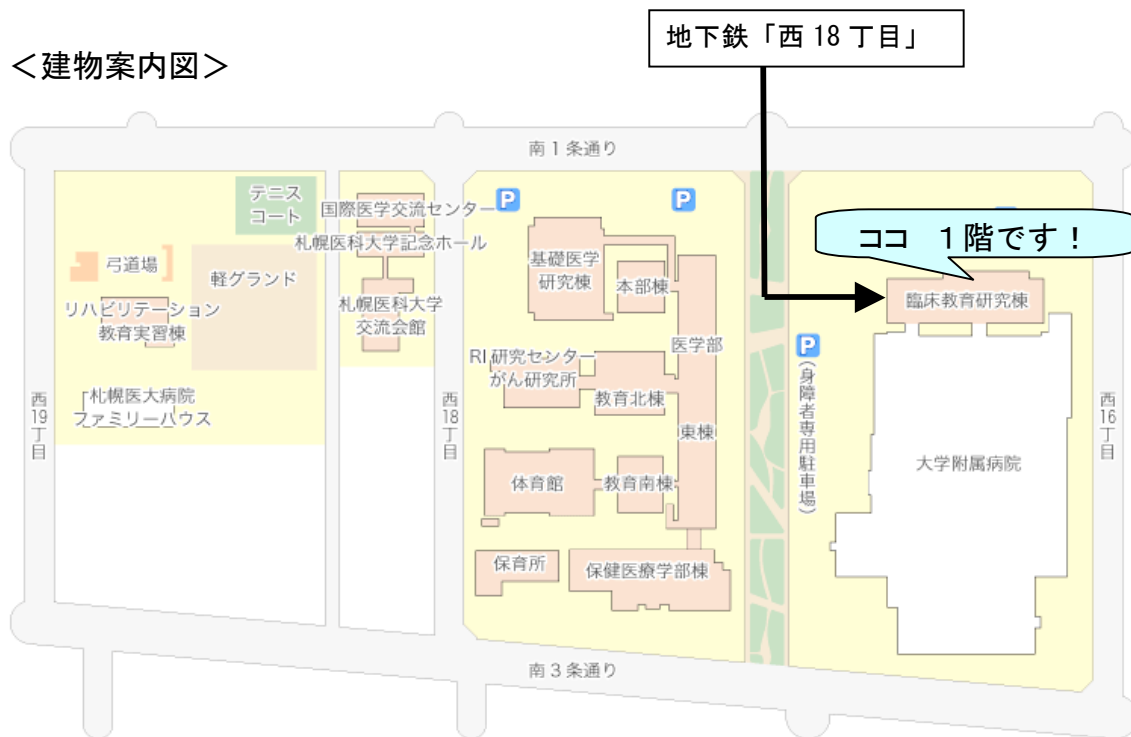 ＜建物案内図＞
地下鉄「西 18 丁目」
南1条通り
テニス
コート
国際医学交流センター
札幌医科大学記念ホール
弓道場
軽グランド
リハビリテーション
教育実習棟
札幌医科大学
交流会館
札幌医大病院
ファミリーハウス
西19丁目
西18丁目
P
P
基礎医学
研究棟
本部棟
医学部
RI研究センター
がん研究所
教育北棟
東棟
体育館
教育南棟
保育所
保健医療学部棟
ココ 1階です！
臨床教育研究棟
P
（身障者専用駐車場）
大学附属病院
西16丁目
南3条通り